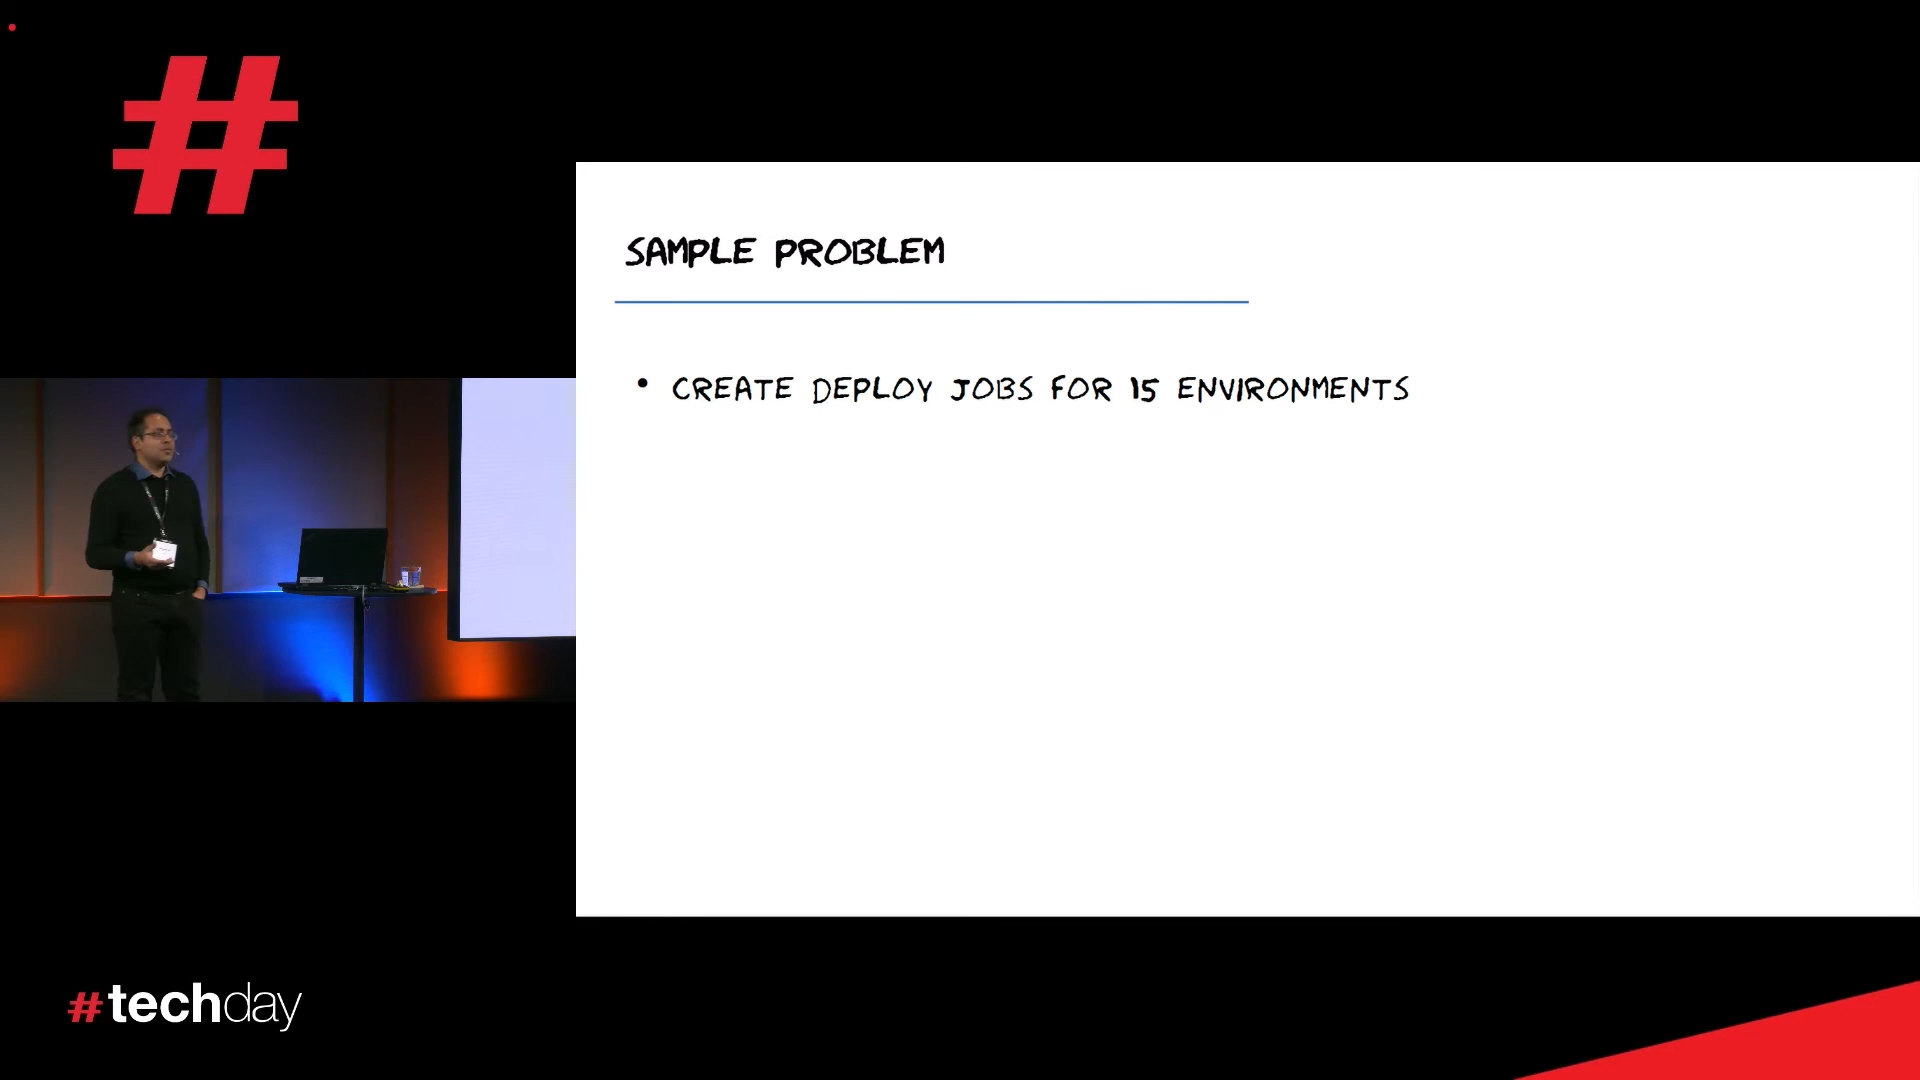 #
SAMPLE PROBLEM
• CREATE DEPLOY JOBS FOR 15 ENVIRONMENTS
#techday